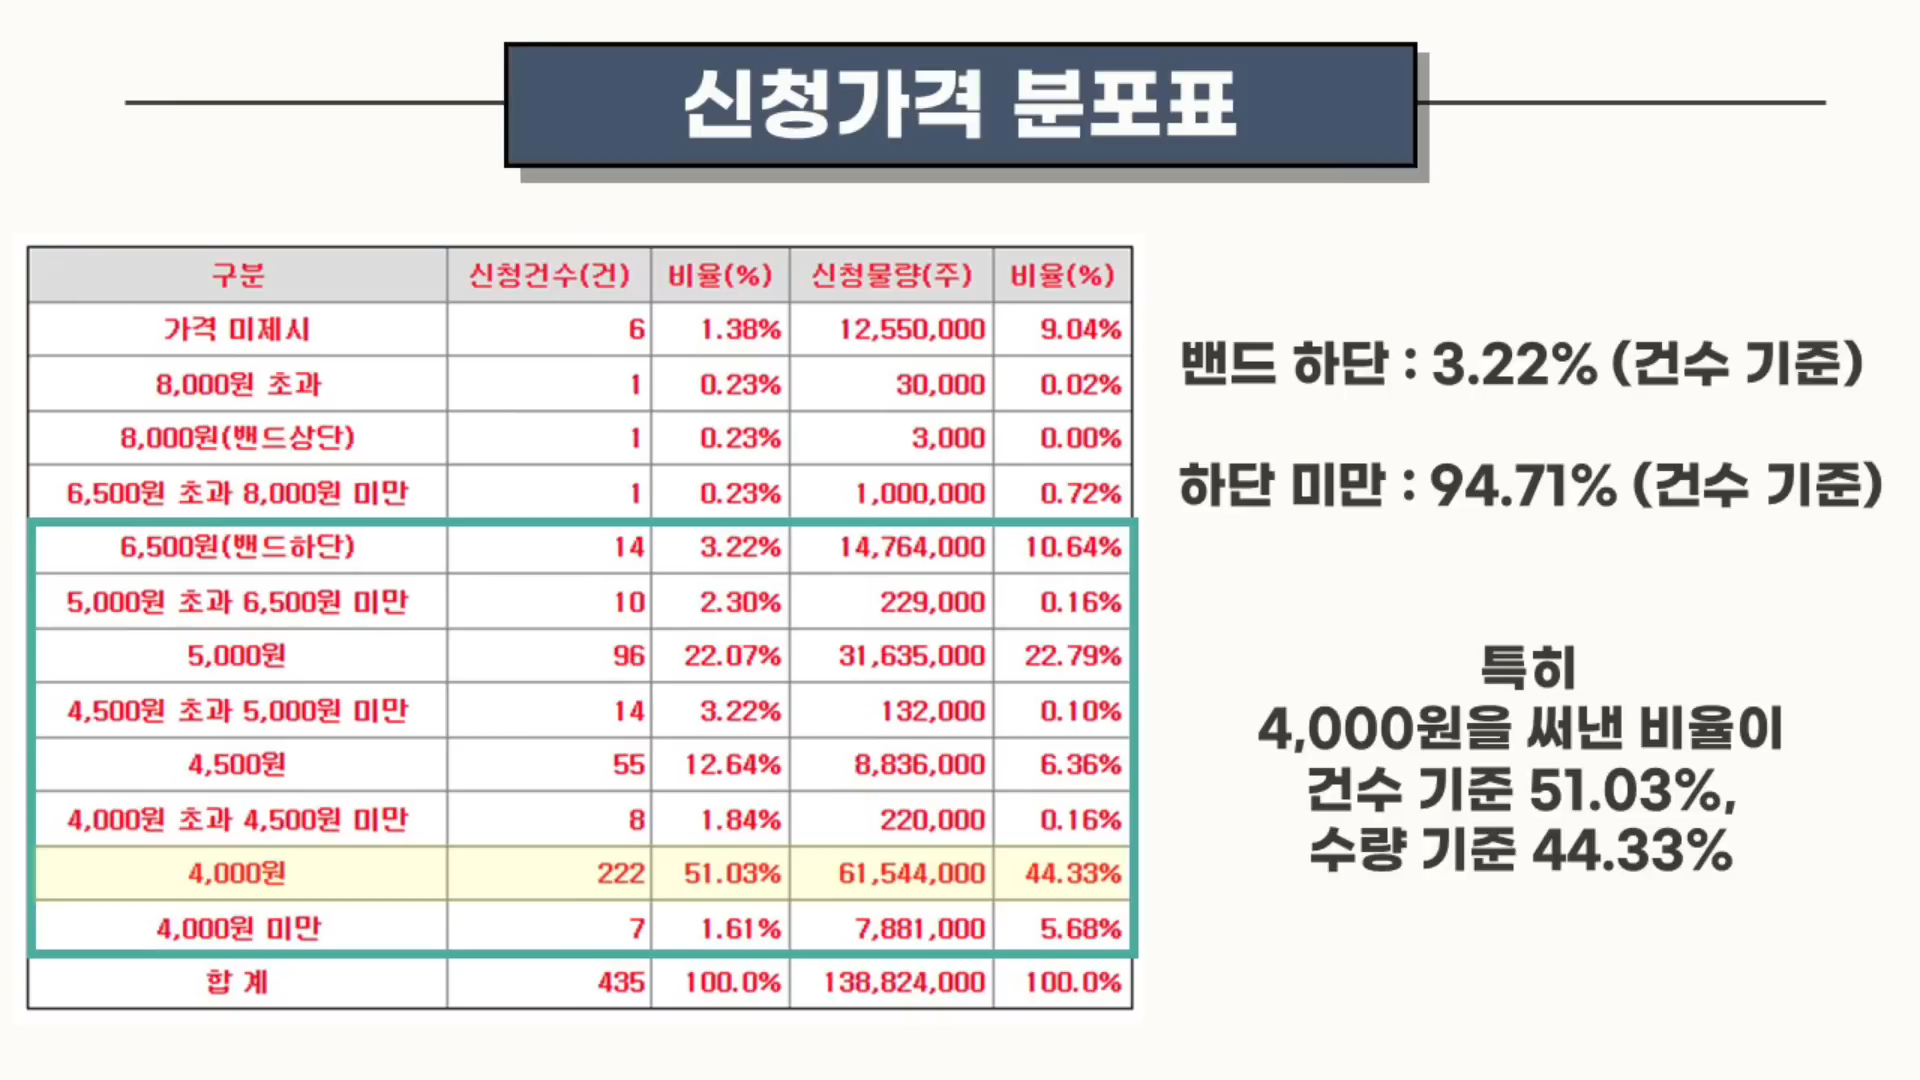 신청가격 분포표
구분 신청건수(건) 비율(%) 신청물량(주) 비율(%)
가격 미제시 6 1.38% 12,550,000 9.04%
8,000원 초과 1 0.23% 30,000 0.02%
8,000원(밴드상단) 1 0.23% 3,000 0.00%
6,500원 초과 8,000원 미만 1 0.23% 1,000,000 0.72%
6,500원(밴드하단) 14 3.22% 14,764,000 10.64%
5,000원 초과 6,500원 미만 10 2.30% 229,000 0.16%
5,000원 96 22.07% 31,635,000 22.79%
4,500원 초과 5,000원 미만 14 3.22% 132,000 0.10%
4,500원 55 12.64% 8,836,000 6.36%
4,000원 초과 4,500원 미만 8 1.84% 220,000 0.16%
4,000원 222 51.03% 61,544,000 44.33%
4,000원 미만 7 1.61% 7,881,000 5.68%
합 계 435 100.0% 138,824,000 100.0%
밴드 하단 : 3.22% (건수 기준)
하단 미만 : 94.71% (건수 기준)
특히
4,000원을 써낸 비율이
건수 기준 51.03%,
수량 기준 44.33%